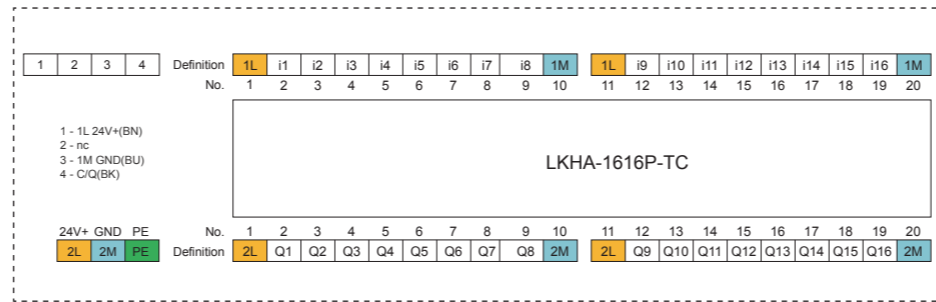 1 2 3 4 Definition 1L i1 i2 i3 i4 i5 i6 i7 i8 1M 1L i9 i10 i11 i12 i13 i14 i15 i16 1M
No. 1 2 3 4 5 6 7 8 9 10 11 12 13 14 15 16 17 18 19 20
1 - 1L 24V+(BN)
2 - nc
3 - 1M GND(BU)
4 - C/Q(BK)
LKHA-1616P-TC
24V+ GND PE No. 1 2 3 4 5 6 7 8 9 10 11 12 13 14 15 16 17 18 19 20
2L 2M PE Definition 2L Q1 Q2 Q3 Q4 Q5 Q6 Q7 Q8 2M 2L Q9 Q10 Q11 Q12 Q13 Q14 Q15 Q16 2M